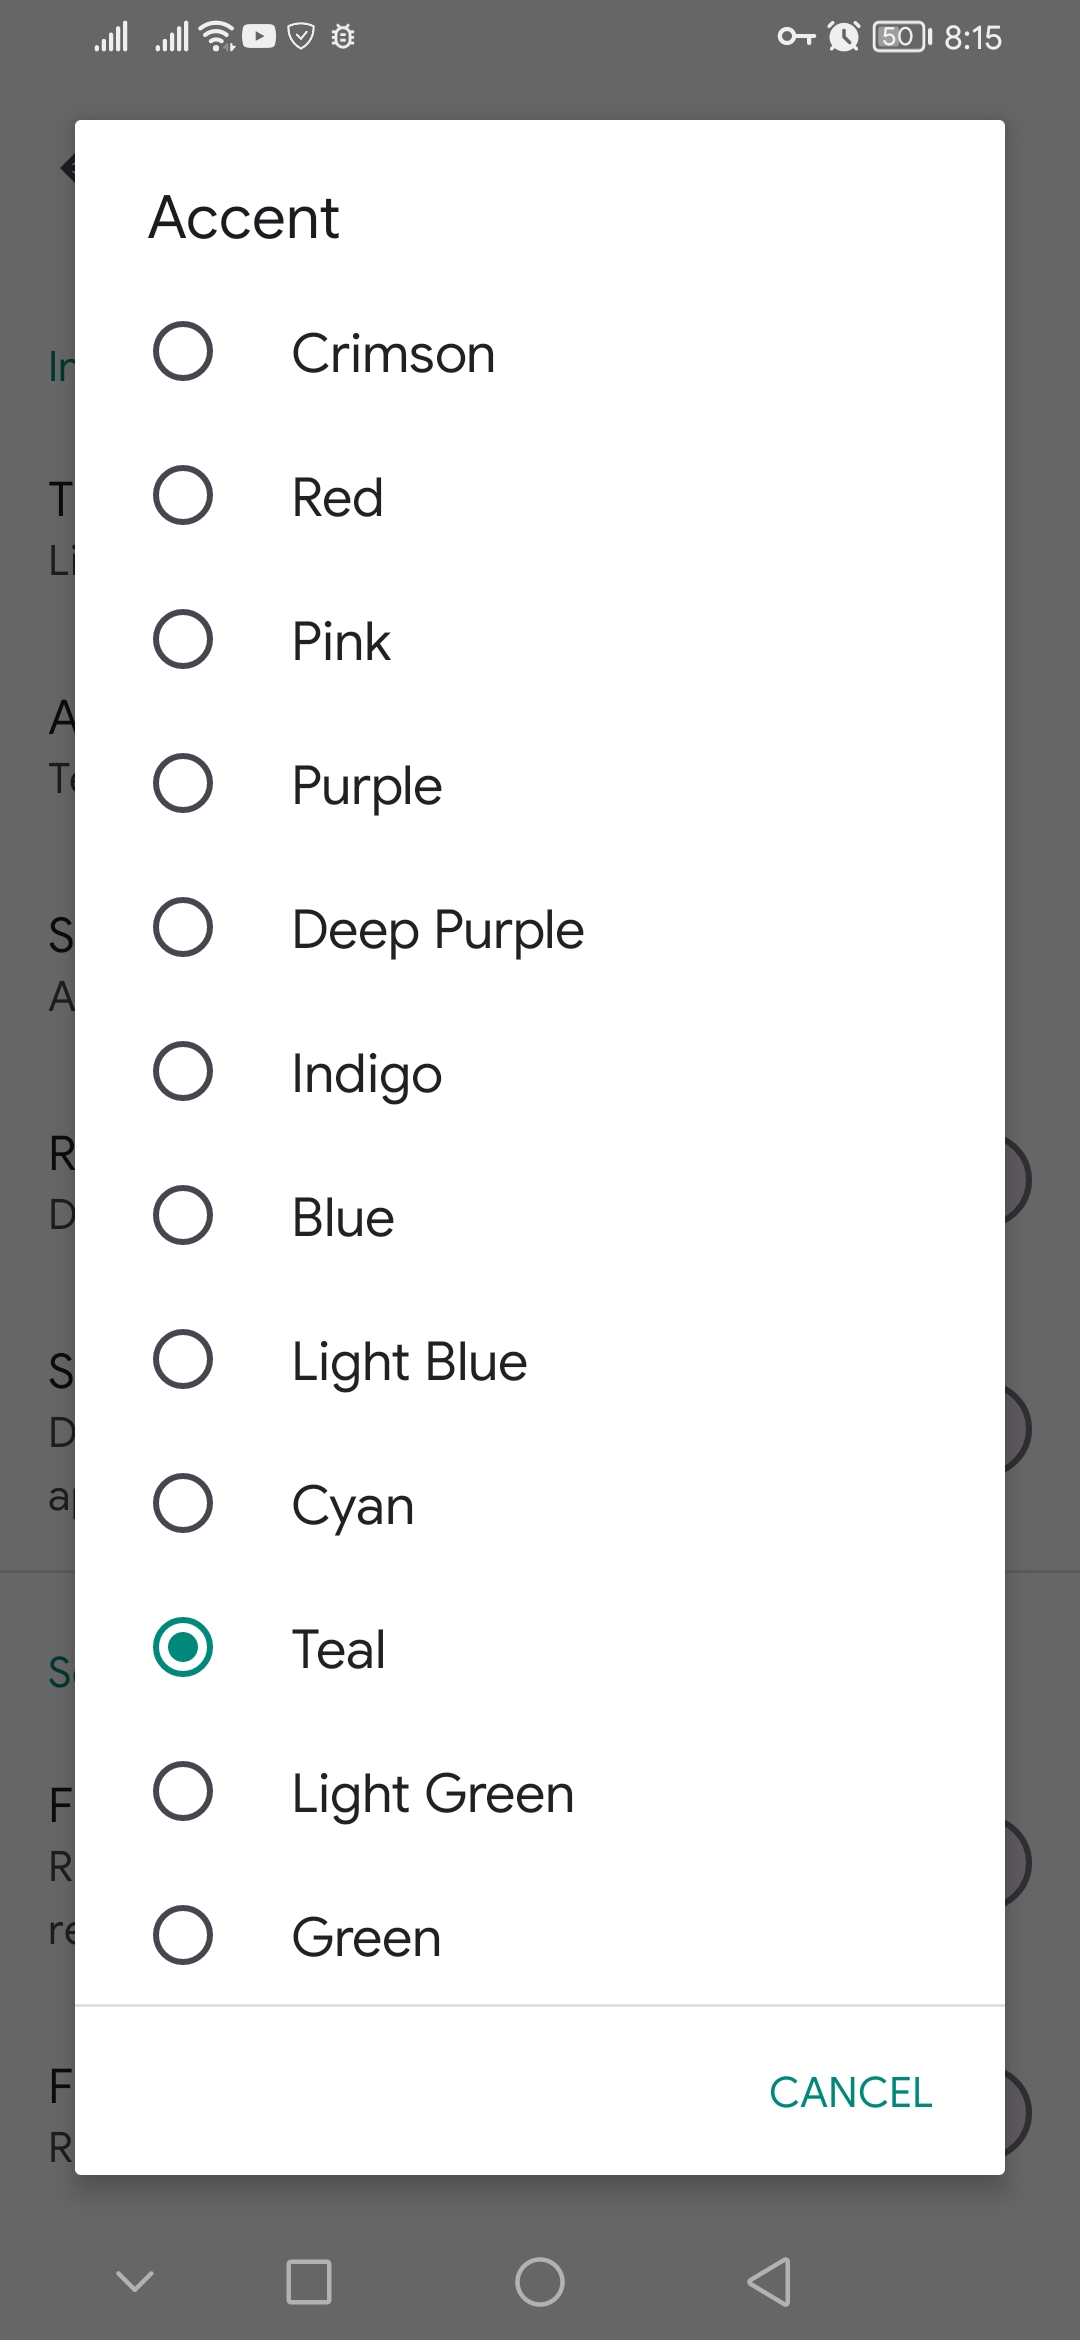 50 8:15
Accent
Crimson
Red
Pink
Purple
Deep Purple
Indigo
Blue
Light Blue
Cyan
Teal
Light Green
Green
CANCEL